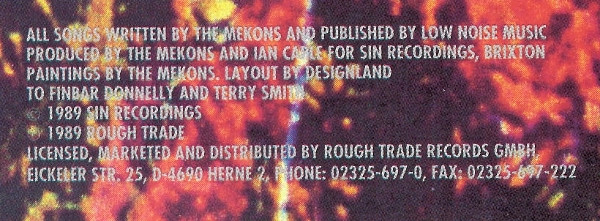 ALL SONGS WRITTEN BY THE MEKONS AND PUBLISHED BY LOW NOISE MUSIC
PRODUCED BY THE MEKONS AND IAN CAPLE FOR SIN RECORDINGS, BRIXTON
PAINTINGS BY THE MEKONS. LAYOUT BY DESIGNLAND
TO FINBAR DONNELLY AND TERRY SMITH.
℗ 1989 SIN RECORDINGS
© 1989 ROUGH TRADE
LICENSED, MARKETED AND DISTRIBUTED BY ROUGH TRADE RECORDS GMBH,
EICKELER STR. 25, D-4690 HERNE 2, PHONE: 02325-697-0, FAX: 02325-697-222